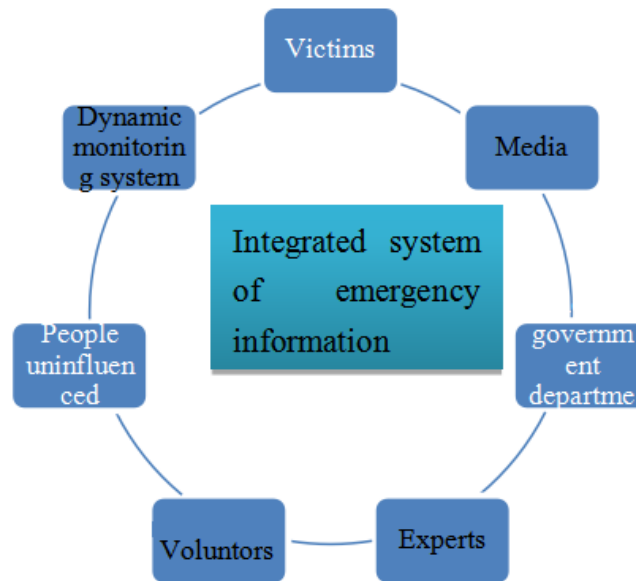 Victims
Dynamic
monitorin
g system
Media
Integrated system
of emergency
information
People
uninfluen
ced
governm
ent
departme
Voluntors
Experts